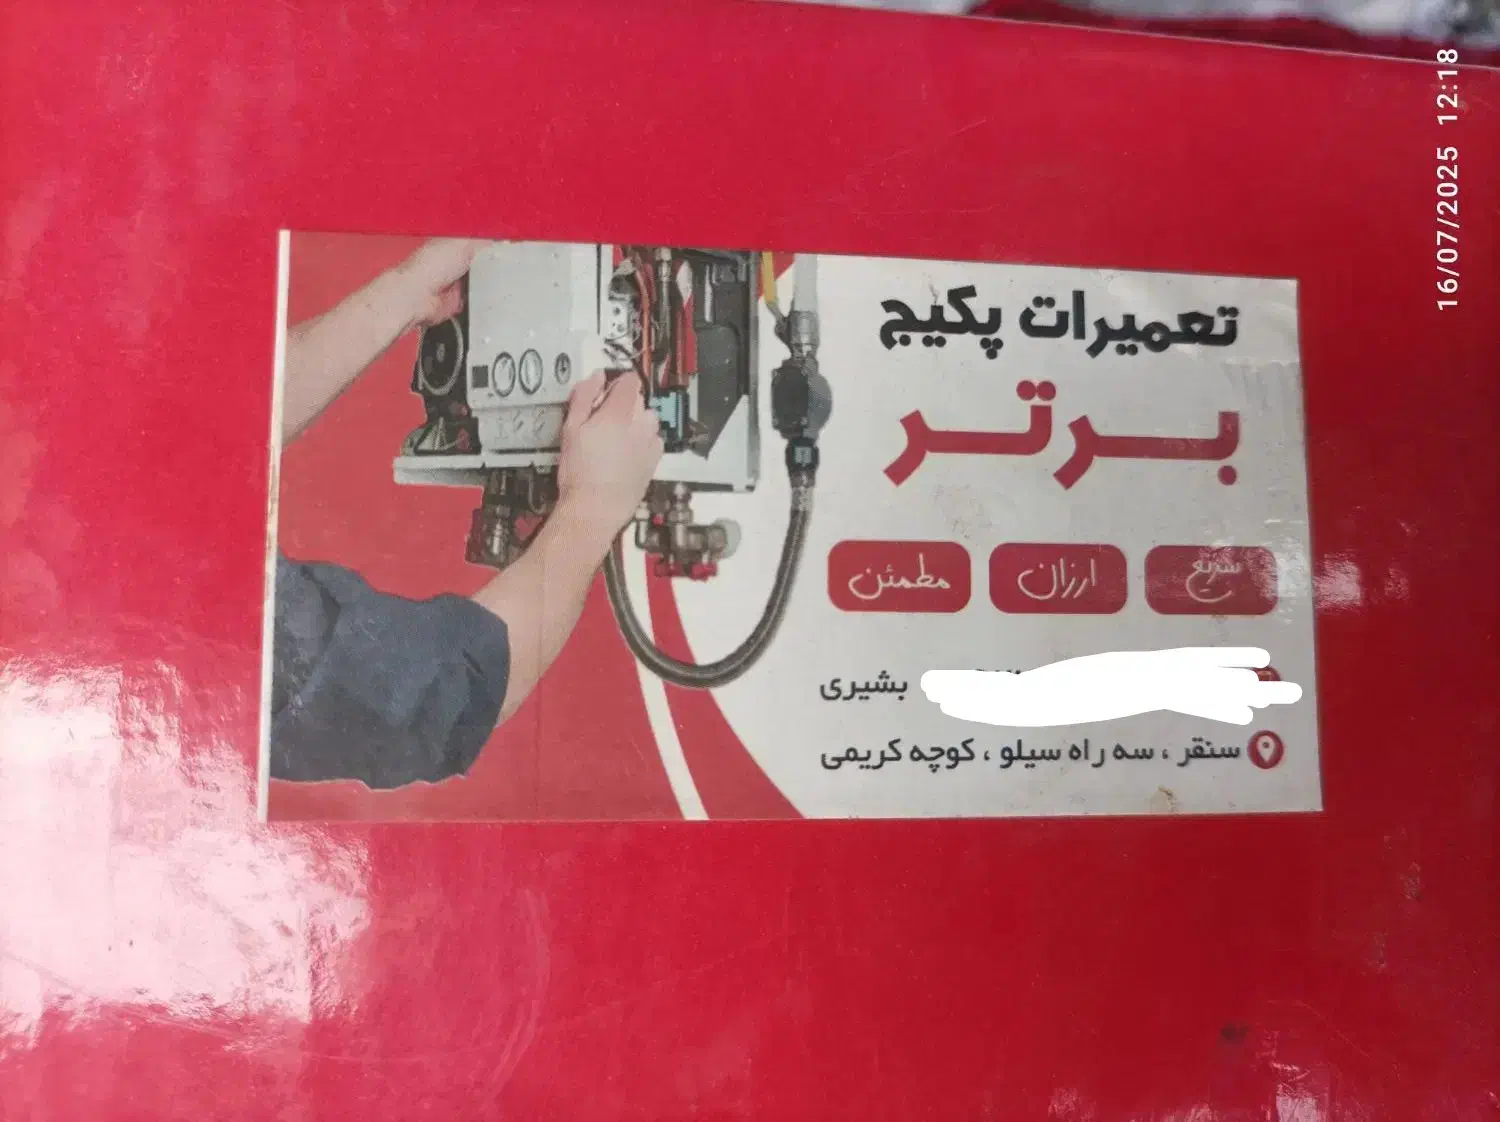 تعمیرات پکیج
برتر
سریع ارزان مطمئن
بشیری
سنقر ، سه راه سیلو ، کوچه کریمی
16/07/2025 12:18